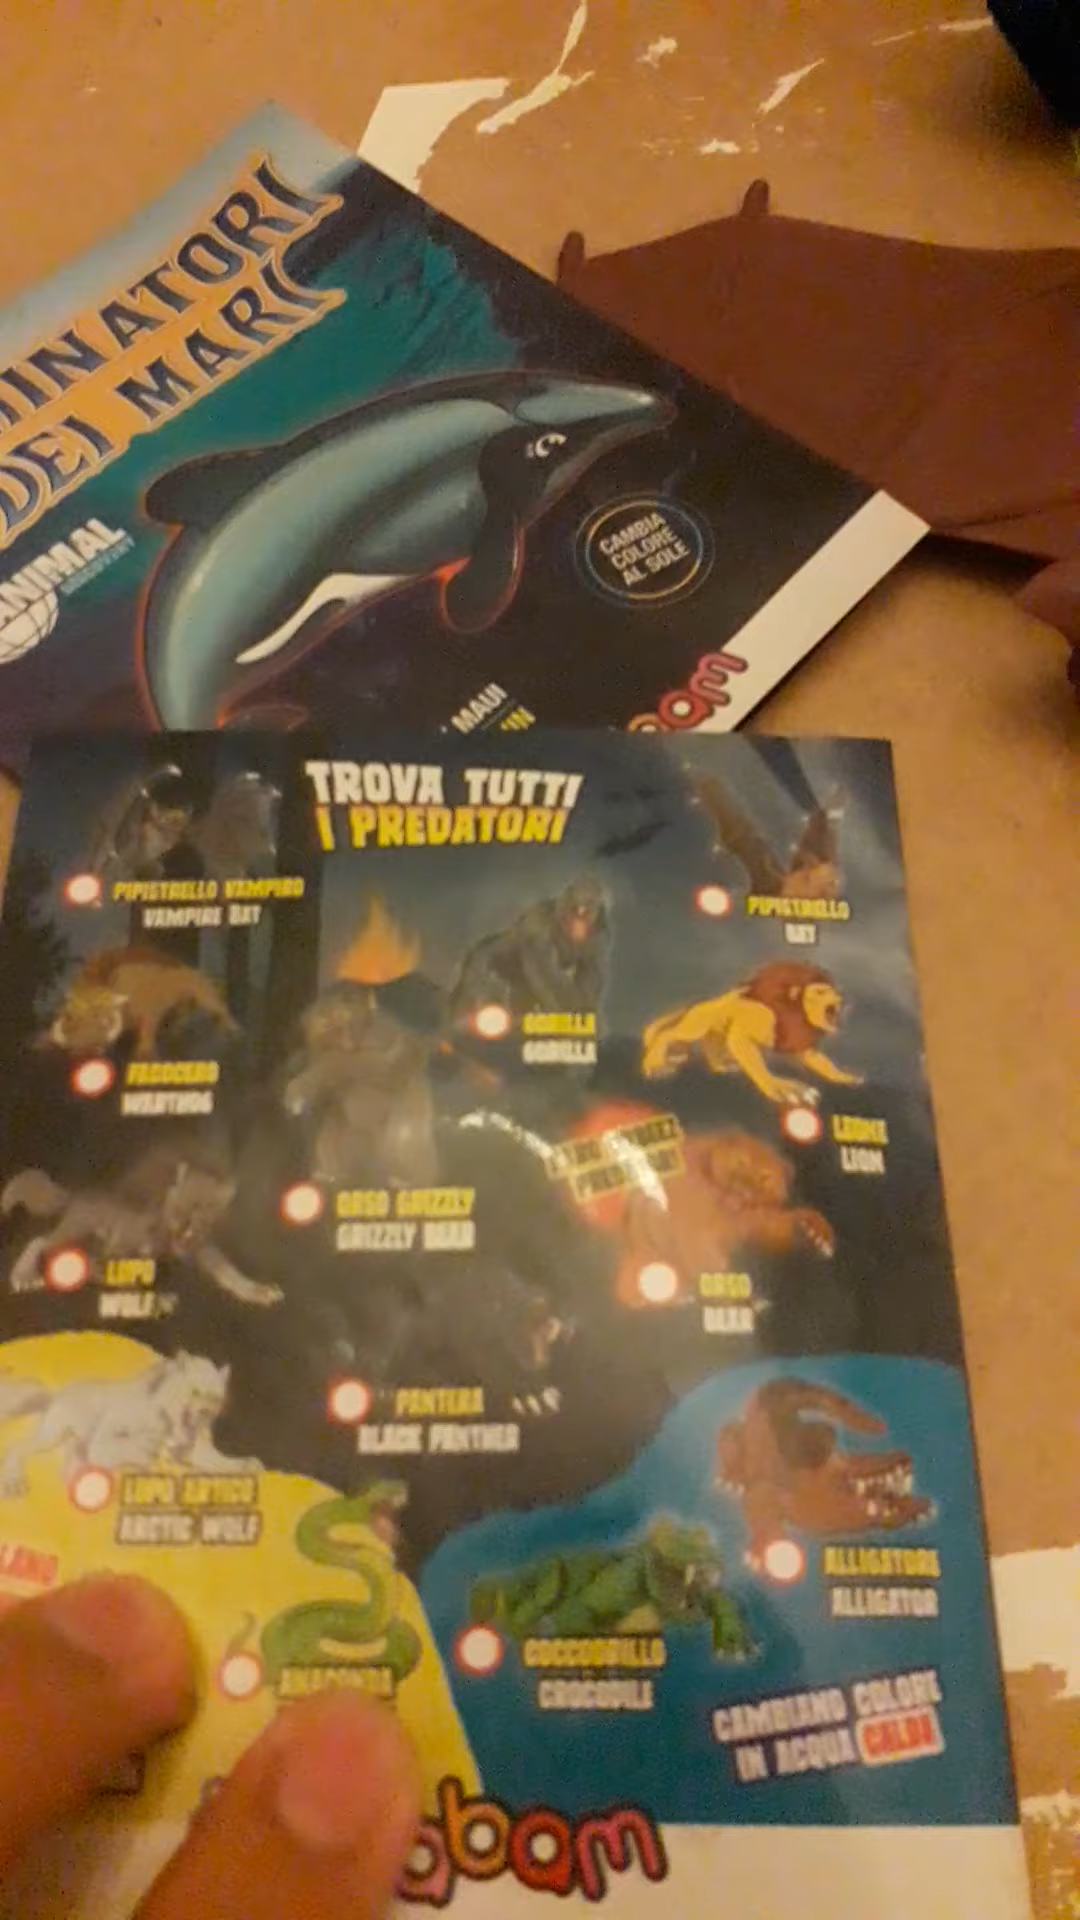 MINATORI
DEI MARI
ANIMAL
CAMBIA
COLORE
AL SOLE
MAUI
TROVA TUTTI
I PREDATORI
PIPISTRELLO VAMPIRO
VAMPIRE BAT
PIPISTRELLO
BAT
GORILLA
GORILLA
FACOCERO
WARTHOG
LEONE
LION
ORSO GRIZZLY
GRIZZLY BEAR
LUPO
WOLF
ORSO
BEAR
PANTERA
BLACK PANTHER
LUPO ARTICO
ARCTIC WOLF
ANACONDA
ALLIGATORE
ALLIGATOR
COCCODRILLO
CROCODILE
CAMBIANO COLORE
IN ACQUA CALDA
abam